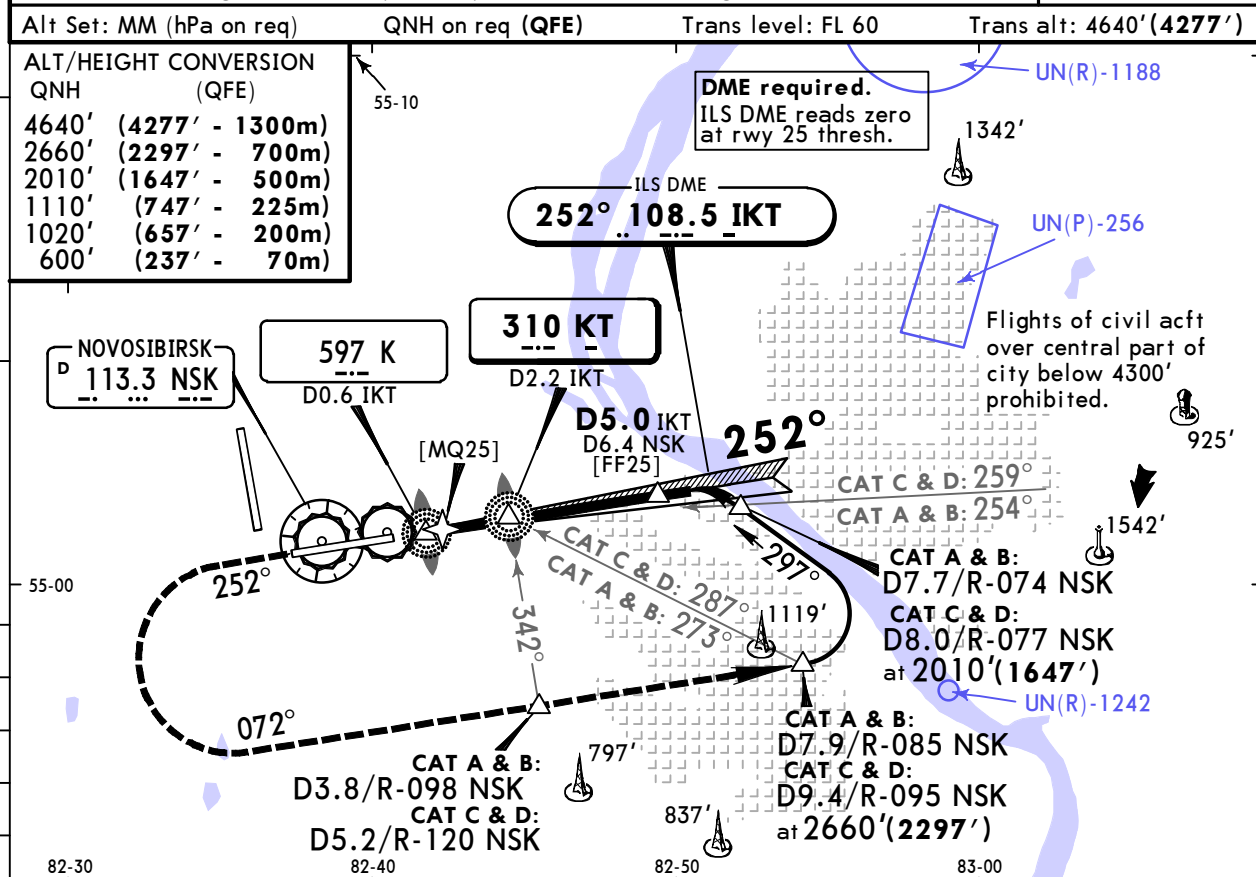 Alt Set: MM (hPa on req) QNH on req (QFE) Trans level: FL 60 Trans alt: 4640′(4277′)
ALT/HEIGHT CONVERSION
QNH (QFE)
4640′ (4277′ - 1300m)
2660′ (2297′ - 700m)
2010′ (1647′ - 500m)
1110′ (747′ - 225m)
1020′ (657′ - 200m)
600′ (237′ - 70m)
55-10
DME required.
ILS DME reads zero
at rwy 25 thresh.
UN(R)-1188
1342′
ILS DME
252° 108.5 IKT
UN(P)-256
Flights of civil acft
over central part of
city below 4300′
prohibited.
NOVOSIBIRSK
D 113.3 NSK
597 K
D0.6 IKT
310 KT
D2.2 IKT
[MQ25]
D5.0 IKT
D6.4 NSK
[FF25]
252°
925′
CAT C & D: 259°
CAT A & B: 254°
1542′
297°
CAT A & B:
D7.7/R-074 NSK
CAT C & D:
D8.0/R-077 NSK
at 2010′(1647′)
CAT C & D: 287°
CAT A & B: 273°
55-00
252°
342°
1119′
UN(R)-1242
072°
CAT A & B:
D3.8/R-098 NSK
CAT C & D:
D5.2/R-120 NSK
797′
837′
CAT A & B:
D7.9/R-085 NSK
CAT C & D:
D9.4/R-095 NSK
at 2660′(2297′)
82-30 82-40 82-50 83-00